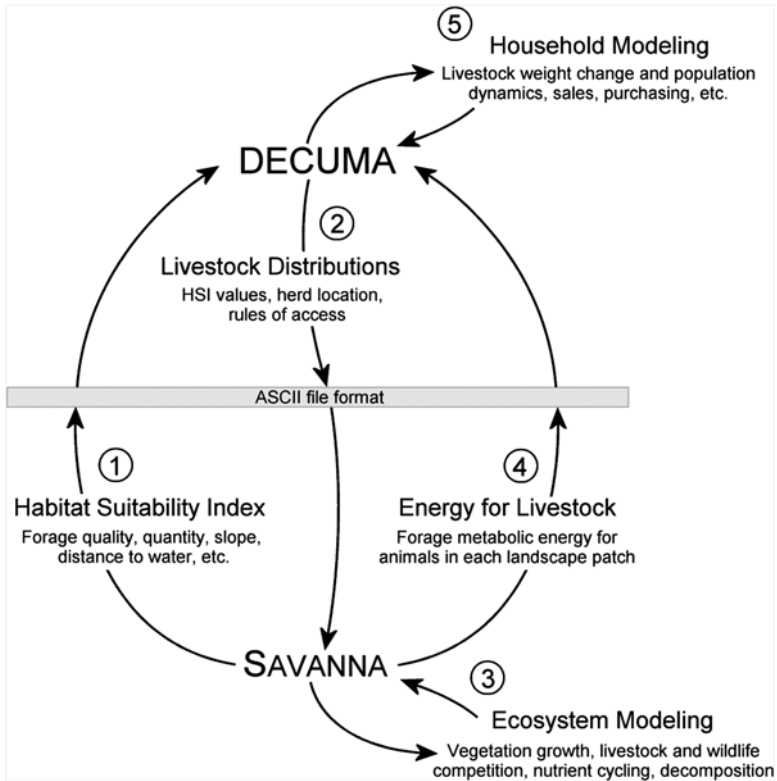 ⑤
Household Modeling
Livestock weight change and population
dynamics, sales, purchasing, etc.
DECUMA
②
Livestock Distributions
HSI values, herd location,
rules of access
ASCII file format
①
Habitat Suitability Index
Forage quality, quantity, slope,
distance to water, etc.
④
Energy for Livestock
Forage metabolic energy for
animals in each landscape patch
SAVANNA
③
Ecosystem Modeling
Vegetation growth, livestock and wildlife
competition, nutrient cycling, decomposition